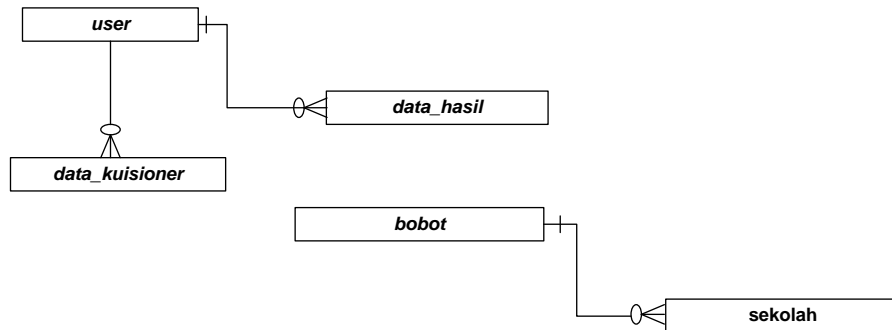 user
data_hasil
data_kuisioner
bobot
sekolah